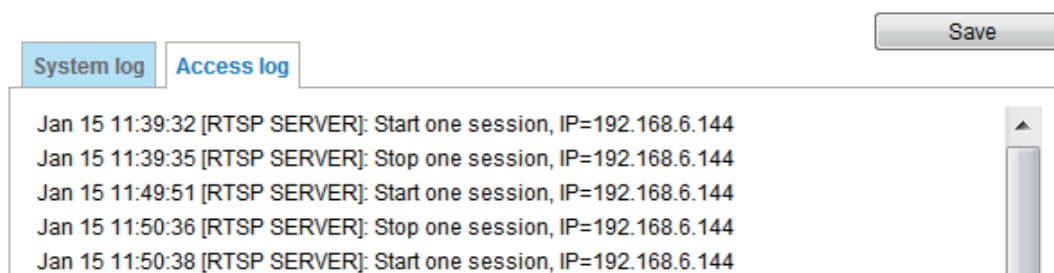 Save
System log Access log
Jan 15 11:39:32 [RTSP SERVER]: Start one session, IP=192.168.6.144
Jan 15 11:39:35 [RTSP SERVER]: Stop one session, IP=192.168.6.144
Jan 15 11:49:51 [RTSP SERVER]: Start one session, IP=192.168.6.144
Jan 15 11:50:36 [RTSP SERVER]: Stop one session, IP=192.168.6.144
Jan 15 11:50:38 [RTSP SERVER]: Start one session, IP=192.168.6.144